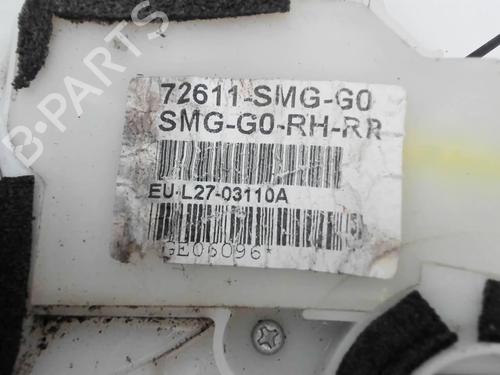 72611-SMG-G0
SMG-G0-RH-RR
EU-L27-03110A
GE06096*
B-PARTS